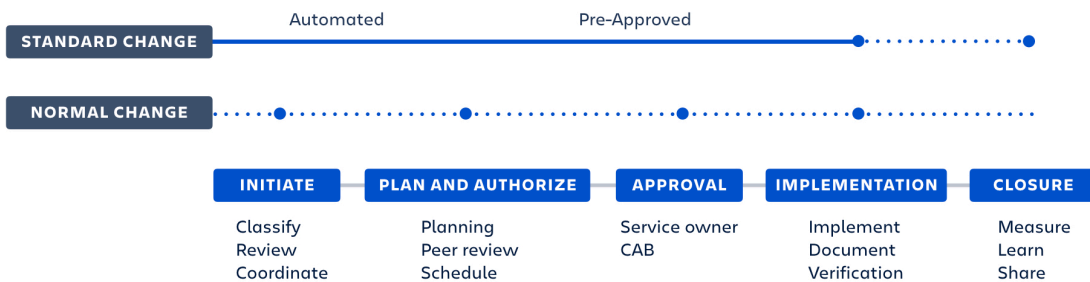 Automated
Pre-Approved
STANDARD CHANGE
NORMAL CHANGE
INITIATE
PLAN AND AUTHORIZE
APPROVAL
IMPLEMENTATION
CLOSURE
Classify
Review
Coordinate
Planning
Peer review
Schedule
Service owner
CAB
Implement
Document
Verification
Measure
Learn
Share